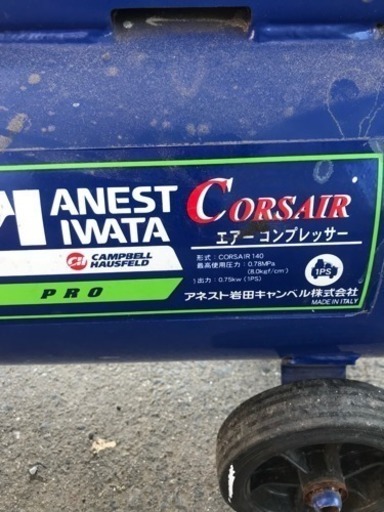 ANEST
IWATA
CAMPBELL
HAUSFELD
PRO
CORSAIR
エアーコンプレッサー
形式：CORSAIR 140
最高使用圧力：0.78MPa
(8.0kgf/cm)
出力：0.75kw (1PS)
1PS
アネスト岩田キャンベル株式会社
MADE IN ITALY